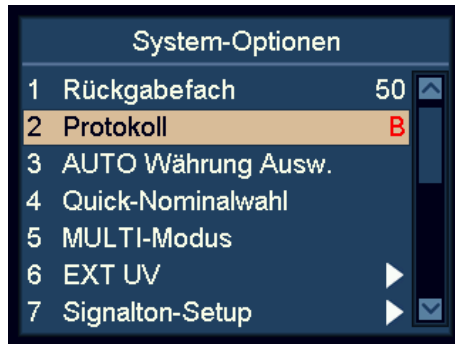 System-Optionen
1 Rückgabefach 50
2 Protokoll B
3 AUTO Währung Ausw.
4 Quick-Nominalwahl
5 MULTI-Modus
6 EXT UV
7 Signalton-Setup